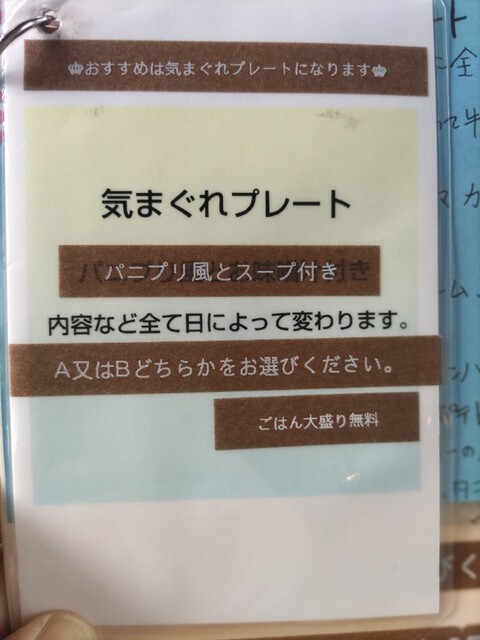 ♛おすすめは気まぐれプレートになります♛
気まぐれプレート
パニプリ風とスープ付き
内容など全て日によって変わります。
A又はBどちらかをお選びください。
ごはん大盛り無料